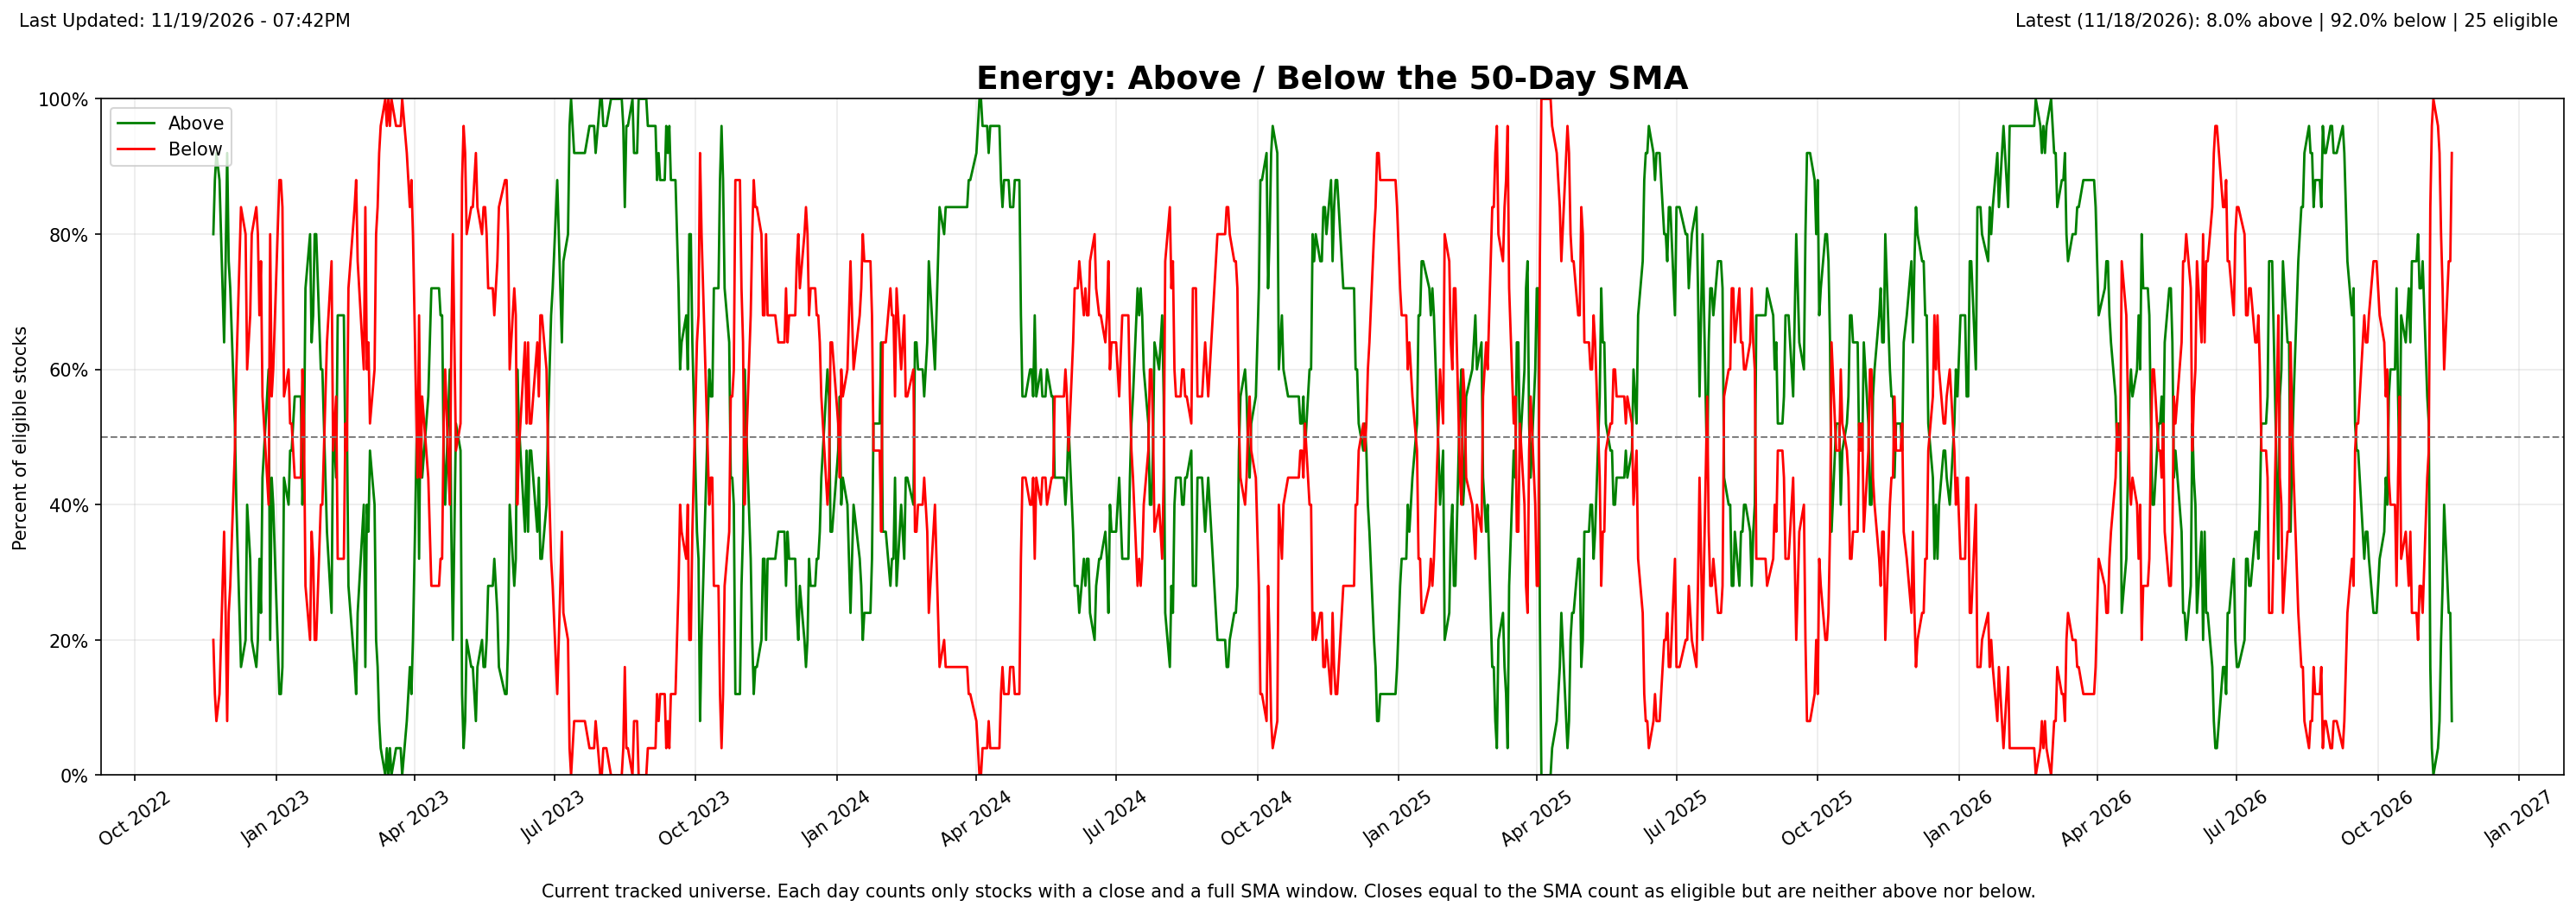 Last Updated: 11/19/2026 - 07:42PM
Latest (11/18/2026): 8.0% above | 92.0% below | 25 eligible
Energy: Above / Below the 50-Day SMA
Above
Below
Percent of eligible stocks
100%
80%
60%
40%
20%
0%
Oct 2022
Jan 2023
Apr 2023
Jul 2023
Oct 2023
Jan 2024
Apr 2024
Jul 2024
Oct 2024
Jan 2025
Apr 2025
Jul 2025
Oct 2025
Jan 2026
Apr 2026
Jul 2026
Oct 2026
Jan 2027
Current tracked universe. Each day counts only stocks with a close and a full SMA window. Closes equal to the SMA count as eligible but are neither above nor below.